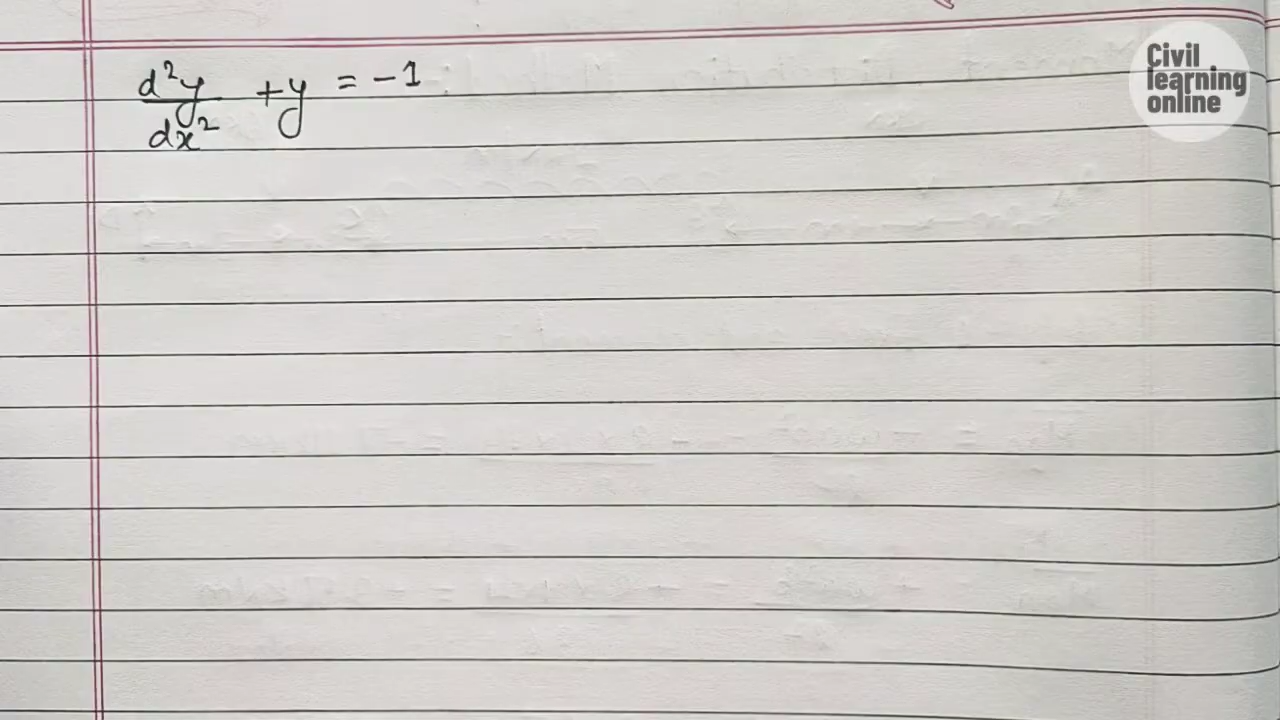 d²y/dx² + y = -1
Civil
learning
online